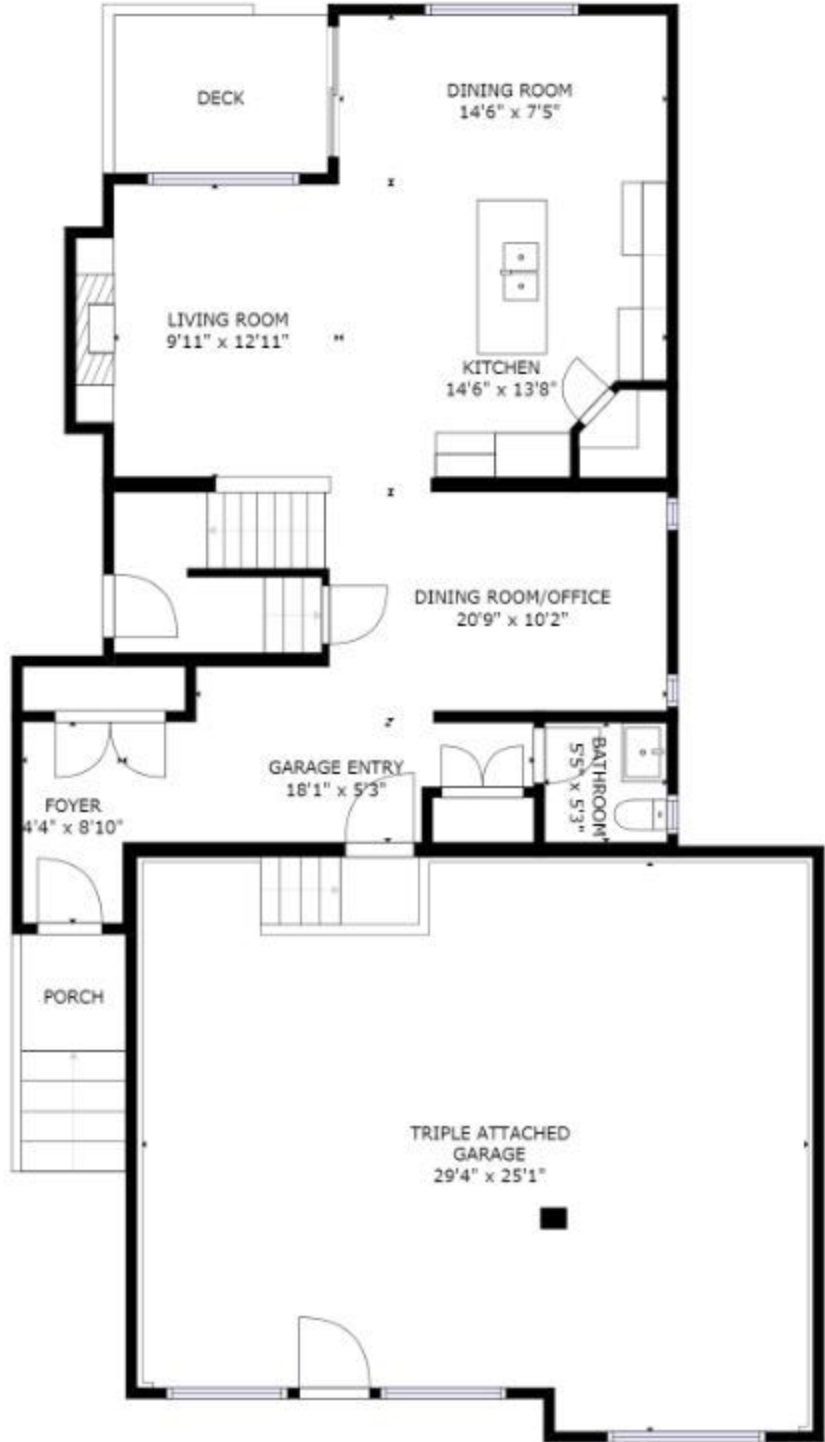 DECK
DINING ROOM
14'6" x 7'5"
LIVING ROOM
9'11" x 12'11"
KITCHEN
14'6" x 13'8"
DINING ROOM/OFFICE
20'9" x 10'2"
GARAGE ENTRY
18'1" x 5'3"
BATHROOM
5'5" x 5'3"
FOYER
4'4" x 8'10"
PORCH
TRIPLE ATTACHED
GARAGE
29'4" x 25'1"